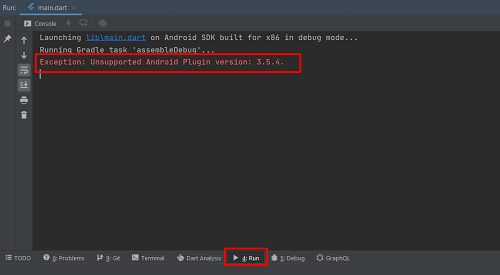 Run: main.dart
Console
Launching lib\main.dart on Android SDK built for x86 in debug mode...
Running Gradle task 'assembleDebug'...
Exception: Unsupported Android Plugin version: 3.5.4.
TODO 6: Problems 9: Git Terminal Dart Analysis 4: Run 5: Debug GraphQL